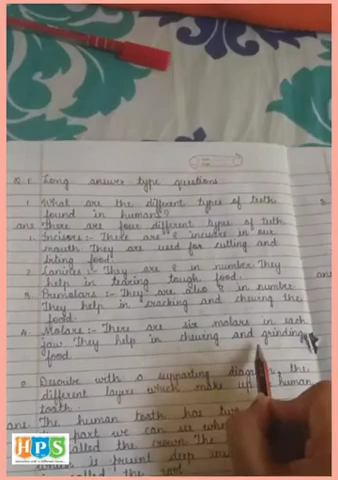 Long answer type questions
1. What are the different types of teeth
found in humans?
ans There are four different types of teeth
1. Incisors:- There are 8 incisors in our
mouth They are used for cutting and
biting food.
2. Canines:- They are 2 in number. They
help in tearing tough food.
3. Premolars:- They are also 8 in number
They help in cracking and chewing the
food.
4. Molars:- There are six molars in each
jaw. They help in chewing and grinding
food.
Describe with a supporting diagram the
different layers which make up human
tooth.
ans. The human tooth has two
part we can see
called the crown The
is present deep
called the root
HPS